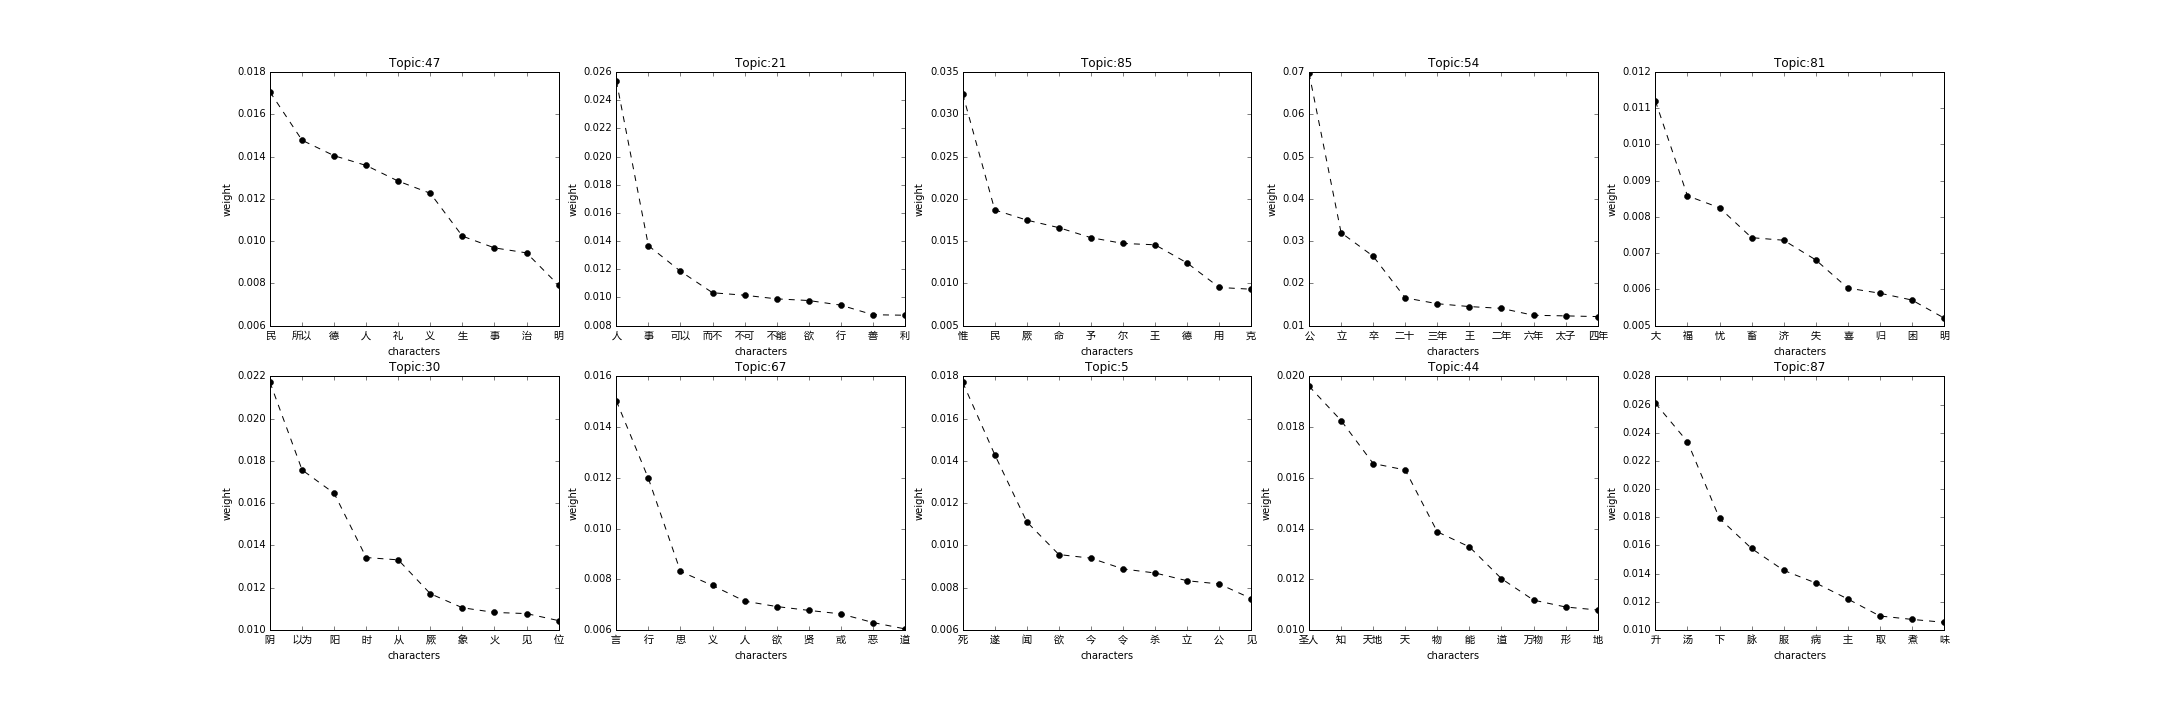 Topic:47
0.018
0.016
0.014
0.012
0.010
0.008
0.006
weight
民 所以 德 人 礼 义 生 事 治 明
characters
Topic:21
0.026
0.024
0.022
0.020
0.018
0.016
0.014
0.012
0.010
0.008
weight
人 事 可以 而不 不可 不能 欲 行 善 利
characters
Topic:85
0.035
0.030
0.025
0.020
0.015
0.010
0.005
weight
惟 民 厥 命 予 尔 王 德 用 克
characters
Topic:54
0.07
0.06
0.05
0.04
0.03
0.02
0.01
weight
公 立 卒 二十 三年 王 二年 六年 太子 四年
characters
Topic:81
0.012
0.011
0.010
0.009
0.008
0.007
0.006
0.005
weight
大 福 忧 畜 济 失 喜 归 困 明
characters
Topic:30
0.022
0.020
0.018
0.016
0.014
0.012
0.010
weight
阴 以为 阳 时 从 厥 象 火 见 位
characters
Topic:67
0.016
0.014
0.012
0.010
0.008
0.006
weight
言 行 思 义 人 欲 贤 或 恶 道
characters
Topic:5
0.018
0.016
0.014
0.012
0.010
0.008
0.006
weight
死 遂 闻 欲 今 令 杀 立 公 见
characters
Topic:44
0.020
0.018
0.016
0.014
0.012
0.010
weight
圣人 知 天地 天 物 能 道 万物 形 地
characters
Topic:87
0.028
0.026
0.024
0.022
0.020
0.018
0.016
0.014
0.012
0.010
weight
升 汤 下 脉 服 病 主 取 煮 味
characters